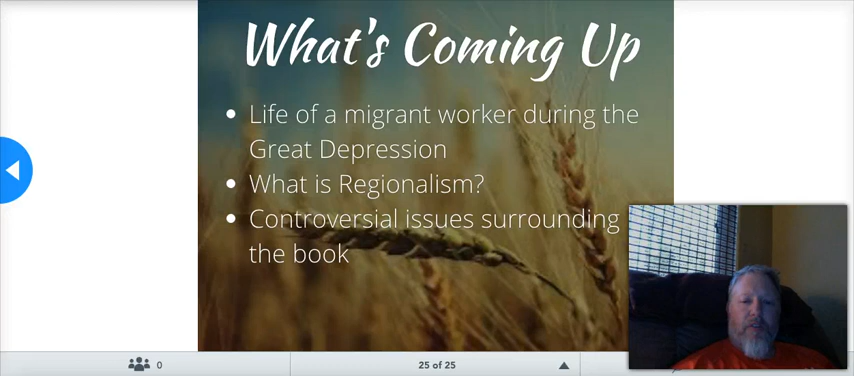 What's Coming Up
Life of a migrant worker during the
Great Depression
What is Regionalism?
Controversial issues surrounding
the book
0
25 of 25